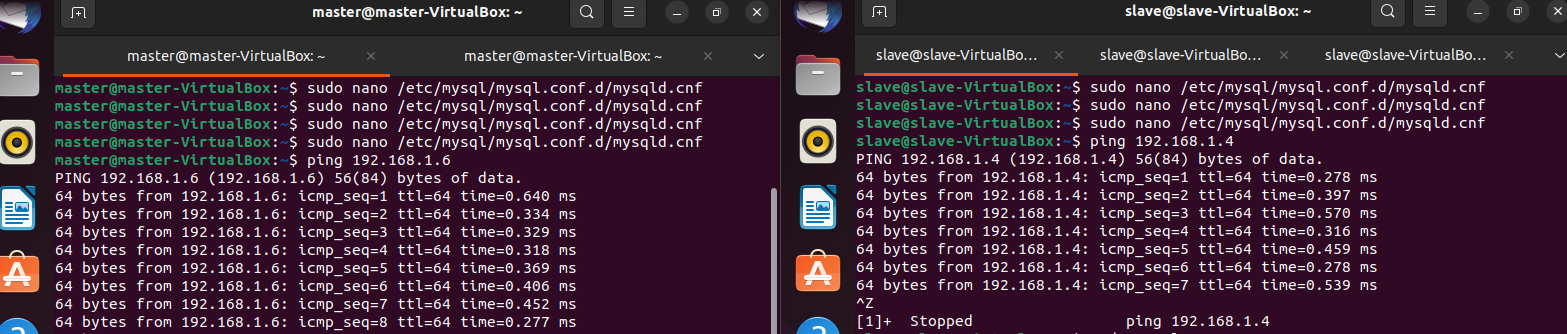 master@master-VirtualBox: ~
master@master-VirtualBox: ~
master@master-VirtualBox: ~
master@master-VirtualBox:~$ sudo nano /etc/mysql/mysql.conf.d/mysqld.cnf
master@master-VirtualBox:~$ sudo nano /etc/mysql/mysql.conf.d/mysqld.cnf
master@master-VirtualBox:~$ sudo nano /etc/mysql/mysql.conf.d/mysqld.cnf
master@master-VirtualBox:~$ sudo nano /etc/mysql/mysql.conf.d/mysqld.cnf
master@master-VirtualBox:~$ ping 192.168.1.6
PING 192.168.1.6 (192.168.1.6) 56(84) bytes of data.
64 bytes from 192.168.1.6: icmp_seq=1 ttl=64 time=0.640 ms
64 bytes from 192.168.1.6: icmp_seq=2 ttl=64 time=0.334 ms
64 bytes from 192.168.1.6: icmp_seq=3 ttl=64 time=0.329 ms
64 bytes from 192.168.1.6: icmp_seq=4 ttl=64 time=0.318 ms
64 bytes from 192.168.1.6: icmp_seq=5 ttl=64 time=0.369 ms
64 bytes from 192.168.1.6: icmp_seq=6 ttl=64 time=0.406 ms
64 bytes from 192.168.1.6: icmp_seq=7 ttl=64 time=0.452 ms
64 bytes from 192.168.1.6: icmp_seq=8 ttl=64 time=0.277 ms
slave@slave-VirtualBox: ~
slave@slave-VirtualBo...
slave@slave-VirtualBo...
slave@slave-VirtualBo...
slave@slave-VirtualBox:~$ sudo nano /etc/mysql/mysql.conf.d/mysqld.cnf
slave@slave-VirtualBox:~$ sudo nano /etc/mysql/mysql.conf.d/mysqld.cnf
slave@slave-VirtualBox:~$ sudo nano /etc/mysql/mysql.conf.d/mysqld.cnf
slave@slave-VirtualBox:~$ ping 192.168.1.4
PING 192.168.1.4 (192.168.1.4) 56(84) bytes of data.
64 bytes from 192.168.1.4: icmp_seq=1 ttl=64 time=0.278 ms
64 bytes from 192.168.1.4: icmp_seq=2 ttl=64 time=0.397 ms
64 bytes from 192.168.1.4: icmp_seq=3 ttl=64 time=0.570 ms
64 bytes from 192.168.1.4: icmp_seq=4 ttl=64 time=0.316 ms
64 bytes from 192.168.1.4: icmp_seq=5 ttl=64 time=0.459 ms
64 bytes from 192.168.1.4: icmp_seq=6 ttl=64 time=0.278 ms
64 bytes from 192.168.1.4: icmp_seq=7 ttl=64 time=0.539 ms
^Z
[1]+  Stopped                 ping 192.168.1.4